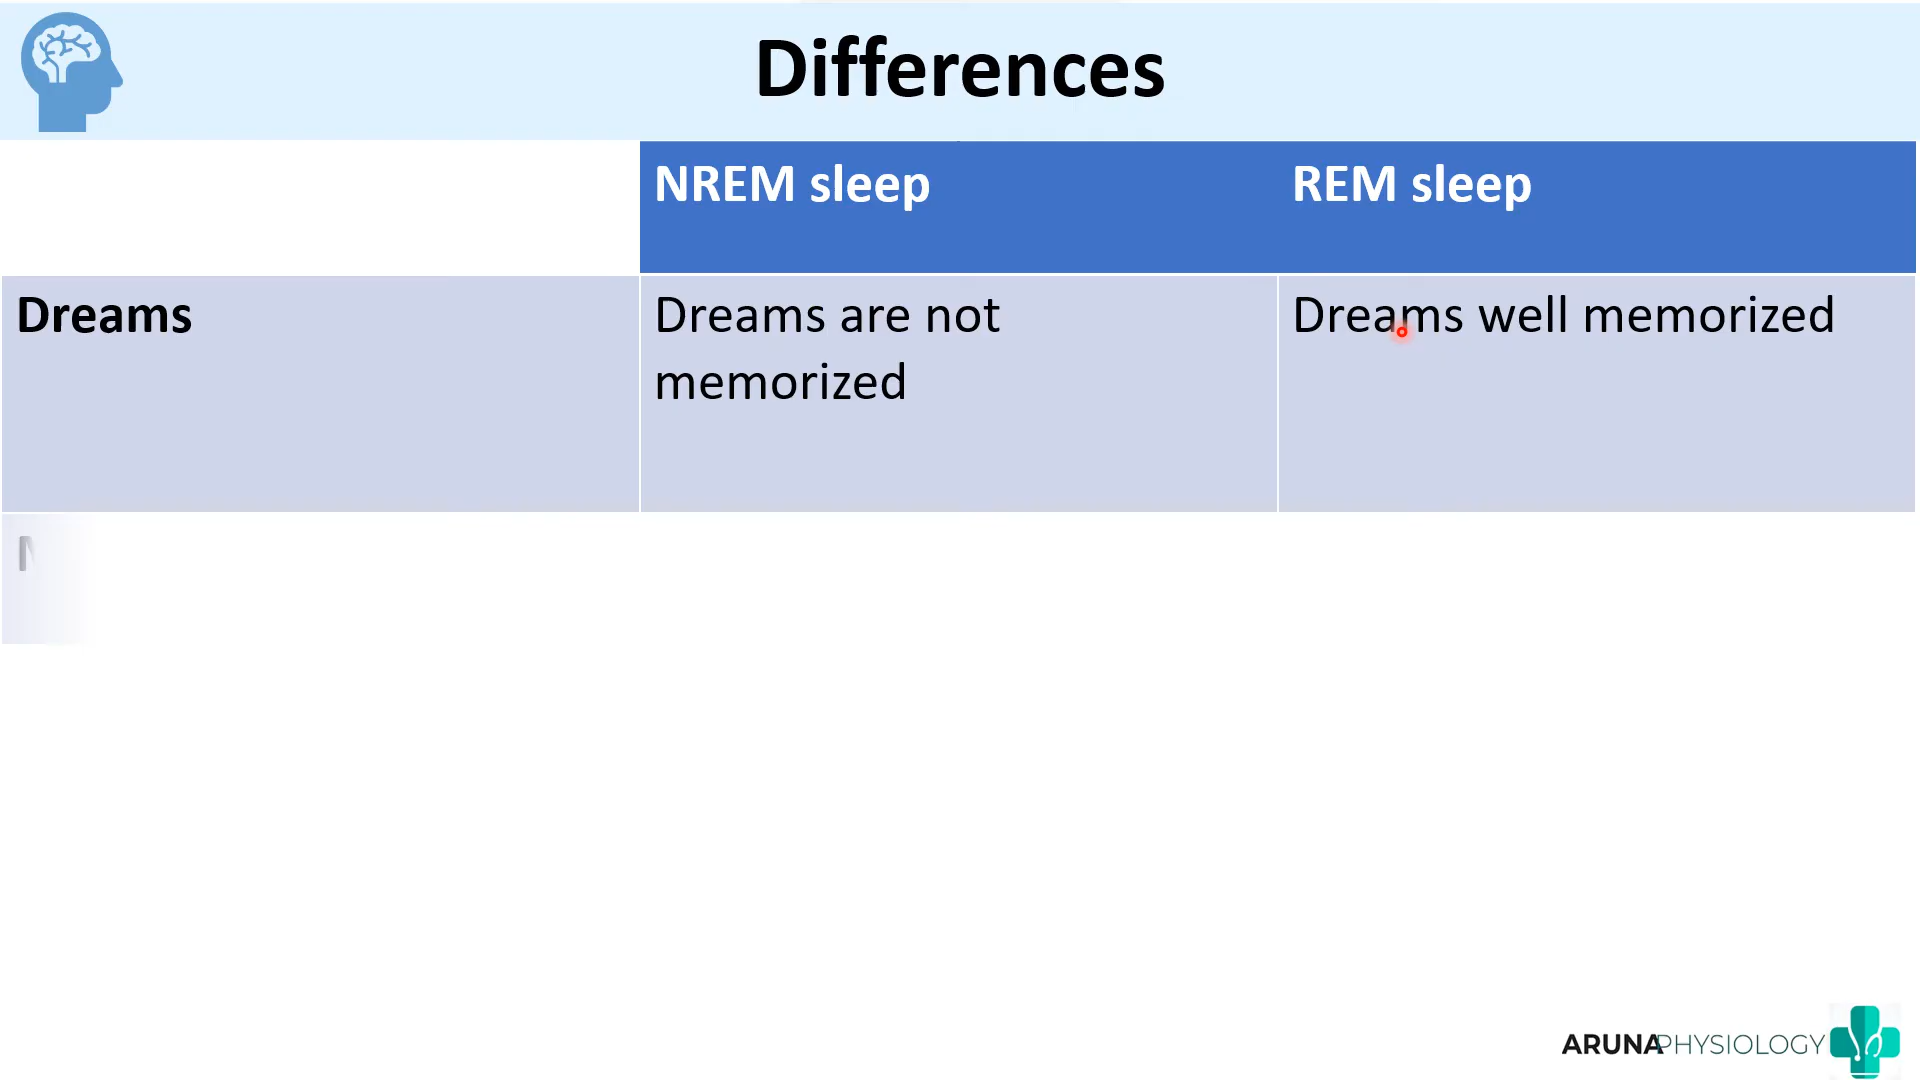 Differences
NREM sleep
REM sleep
Dreams
Dreams are not
memorized
Dreams well memorized
ARUNAPHYSIOLOGY